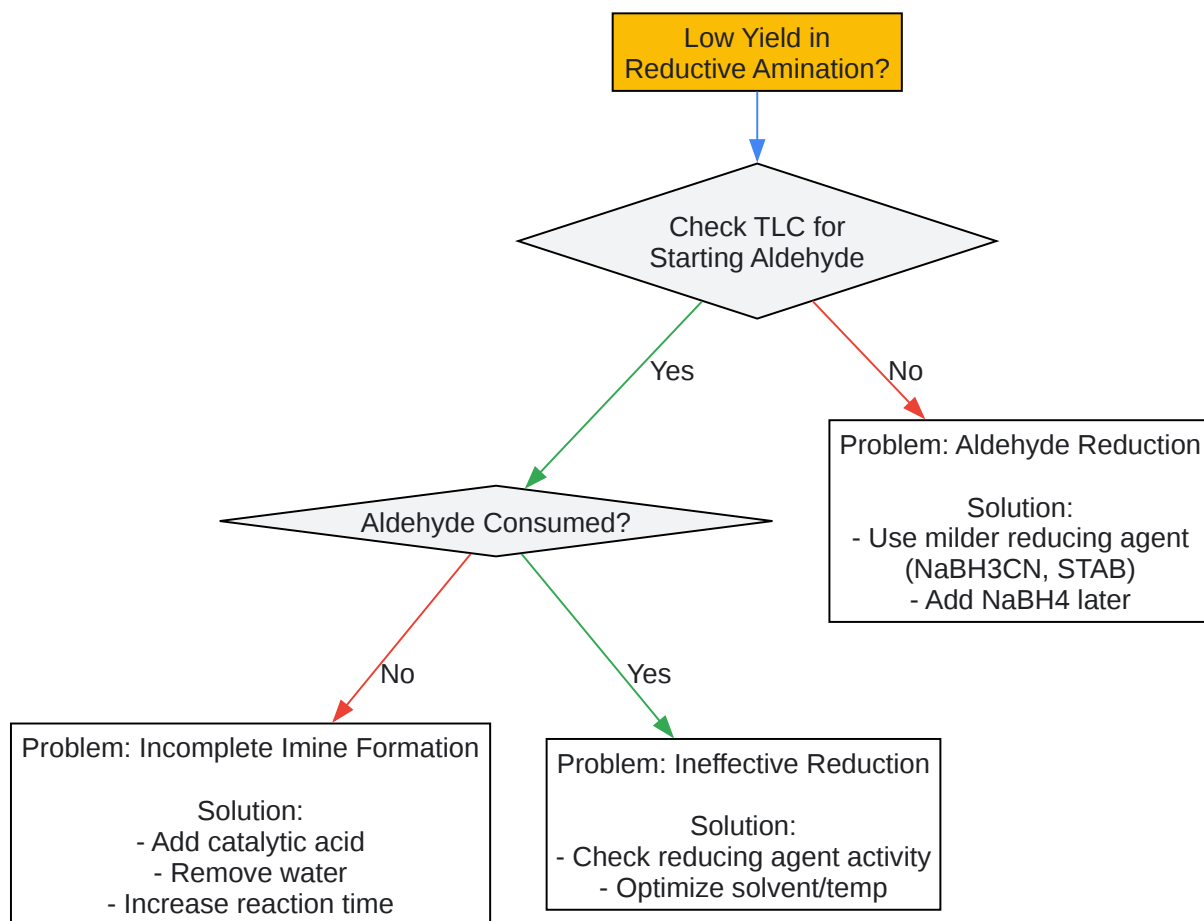 Low Yield in
Reductive Amination?
Check TLC for
Starting Aldehyde
Yes
No
Aldehyde Consumed?
Problem: Aldehyde Reduction
Solution:
- Use milder reducing agent
(NaBH3CN, STAB)
- Add NaBH4 later
No
Yes
Problem: Incomplete Imine Formation
Solution:
- Add catalytic acid
- Remove water
- Increase reaction time
Problem: Ineffective Reduction
Solution:
- Check reducing agent activity
- Optimize solvent/temp